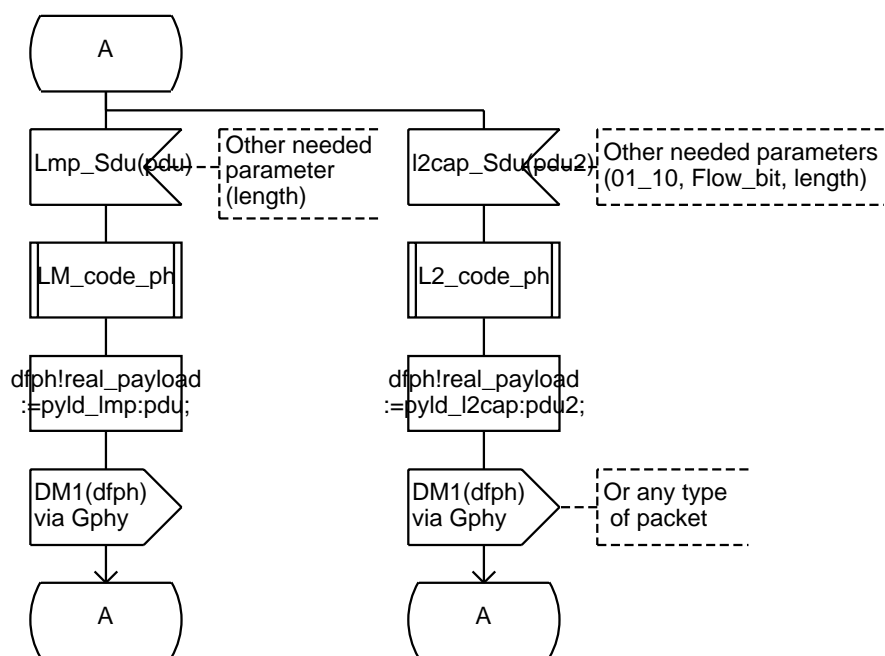 A
Lmp_Sdu(pdu)
Other needed
parameter
(length)
l2cap_Sdu(pdu2)
Other needed parameters
(01_10, Flow_bit, length)
LM_code_ph
L2_code_ph
dfph!real_payload
:=pyld_lmp:pdu;
dfph!real_payload
:=pyld_l2cap:pdu2;
DM1(dfph)
via Gphy
DM1(dfph)
via Gphy
Or any type
of packet
A
A